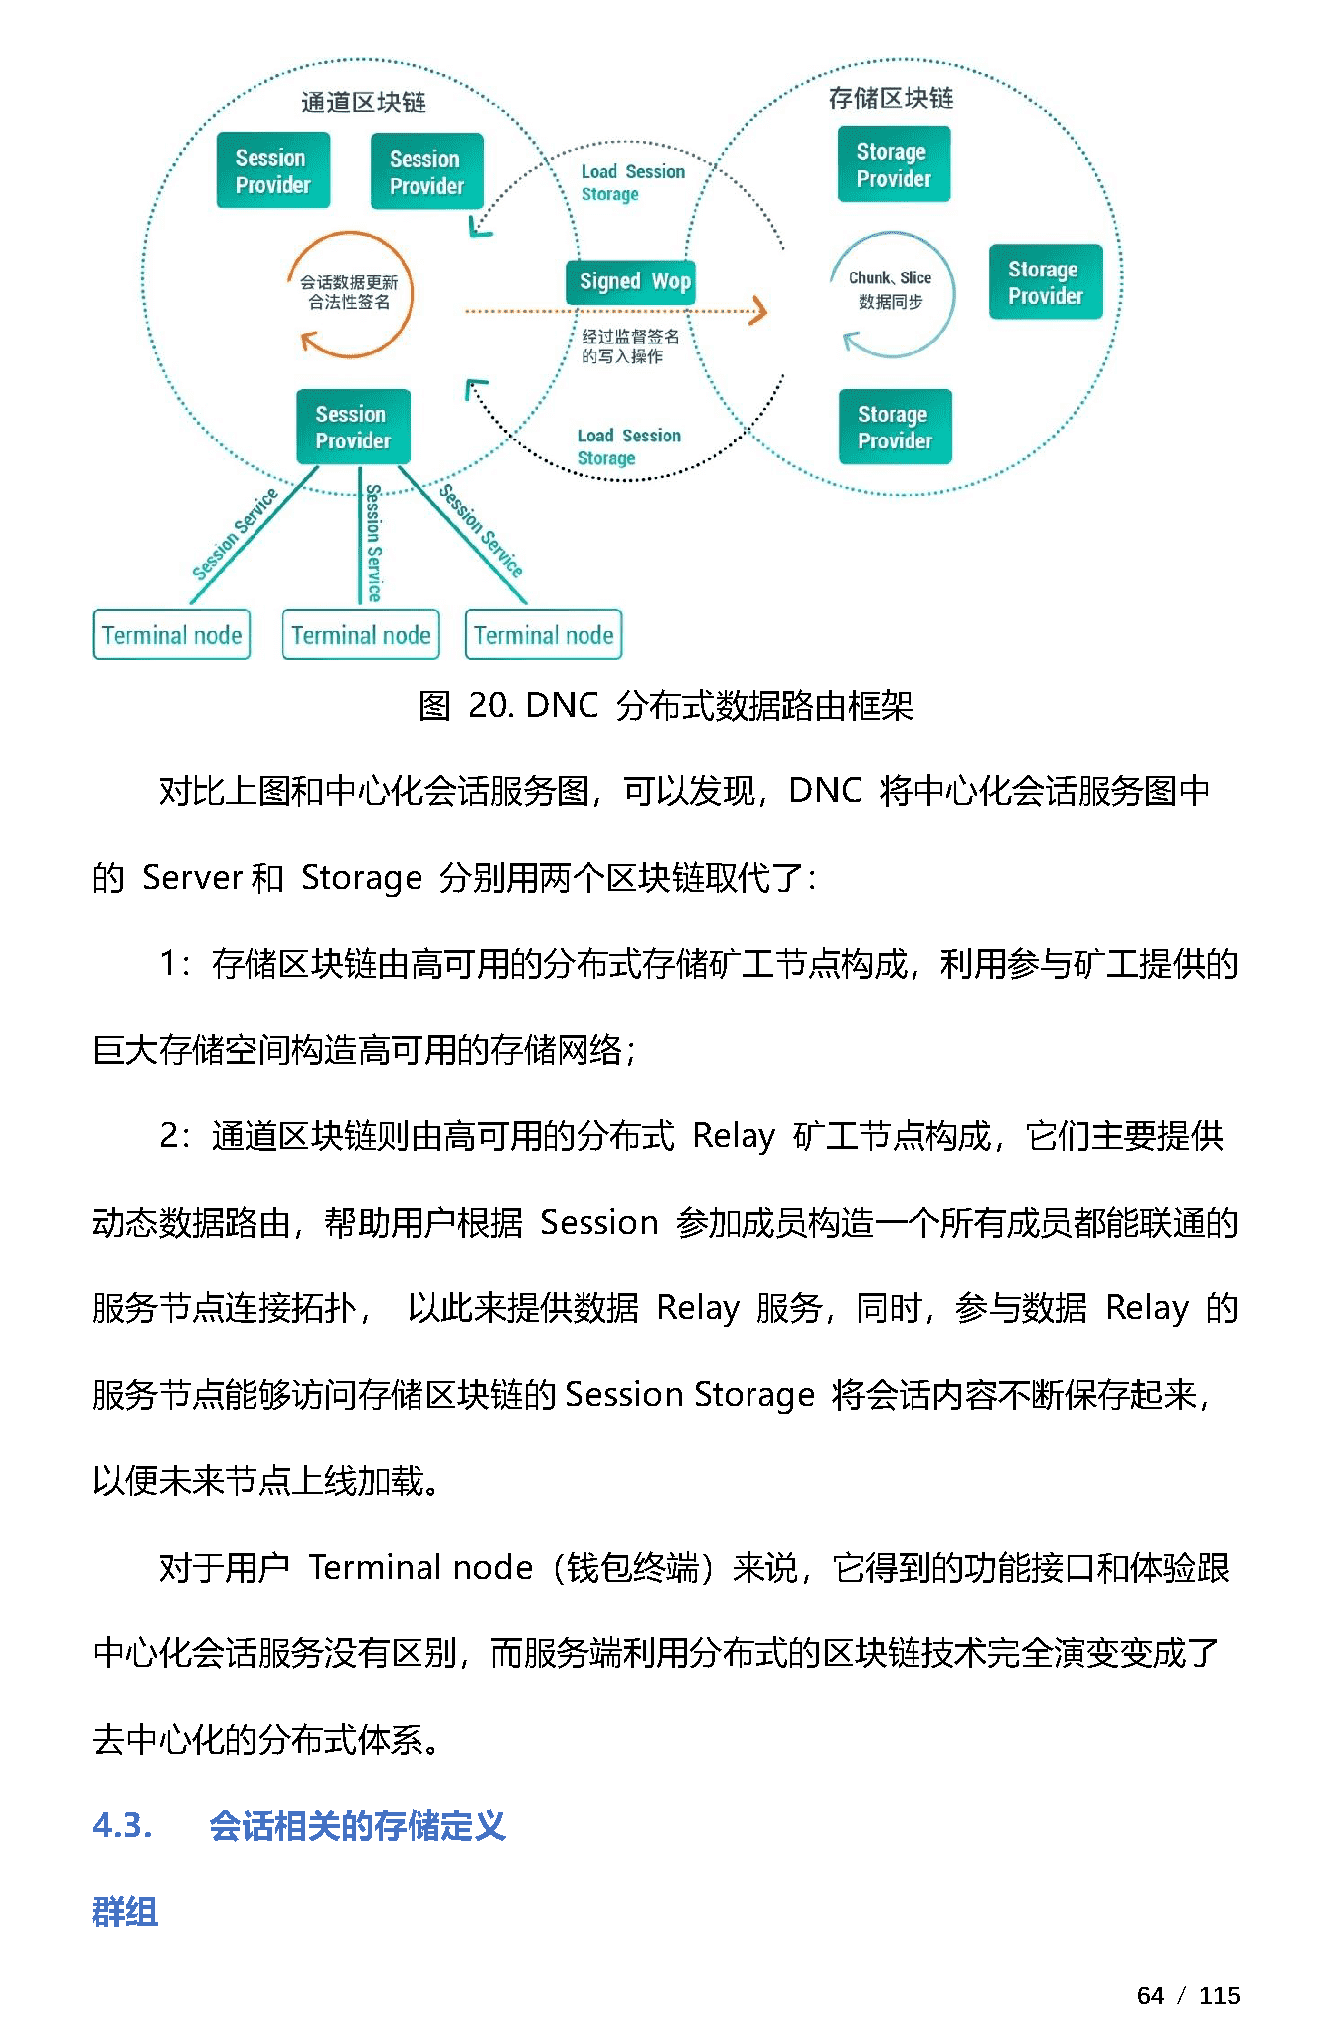 通道区块链
存储区块链
Session
Provider
Session
Provider
Load Session
Storage
Storage
Provider
会话数据更新
合法性签名
Signed Wop
Chunk、Slice
数据同步
Storage
Provider
经过监督签名
的写入操作
Session
Provider
Load Session
Storage
Storage
Provider
Session Service
Session Service
Session Service
Terminal node
Terminal node
Terminal node
图 20. DNC 分布式数据路由框架
对比上图和中心化会话服务图，可以发现，DNC 将中心化会话服务图中
的 Server 和 Storage 分别用两个区块链取代了：
1：存储区块链由高可用的分布式存储矿工节点构成，利用参与矿工提供的
巨大存储空间构造高可用的存储网络；
2：通道区块链则由高可用的分布式 Relay 矿工节点构成，它们主要提供
动态数据路由，帮助用户根据 Session 参加成员构造一个所有成员都能联通的
服务节点连接拓扑， 以此来提供数据 Relay 服务，同时，参与数据 Relay 的
服务节点能够访问存储区块链的 Session Storage 将会话内容不断保存起来，
以便未来节点上线加载。
对于用户 Terminal node（钱包终端）来说，它得到的功能接口和体验跟
中心化会话服务没有区别，而服务端利用分布式的区块链技术完全演变变成了
去中心化的分布式体系。
4.3. 会话相关的存储定义
群组
64 / 115